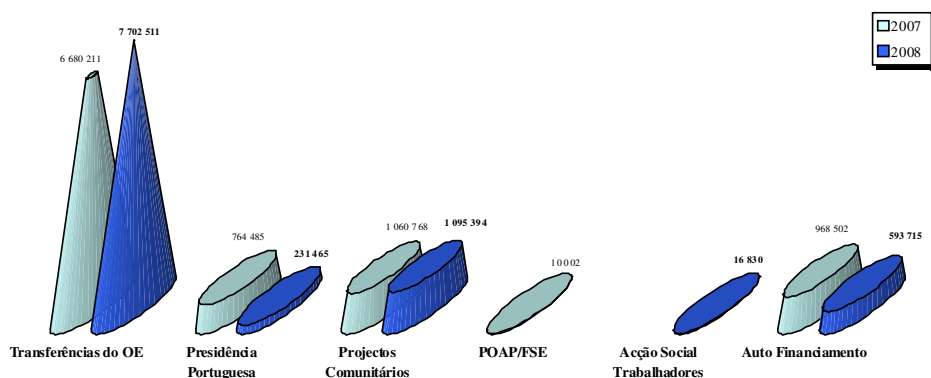 7 702 511
2007
2008
6 680 211
764 485
231 465
1 060 768
1 095 394
10 002
16 830
968 502
593 715
Transferências do OE
Presidência
Portuguesa
Projectos
Comunitários
POAP/FSE
Acção Social
Trabalhadores
Auto Financiamento